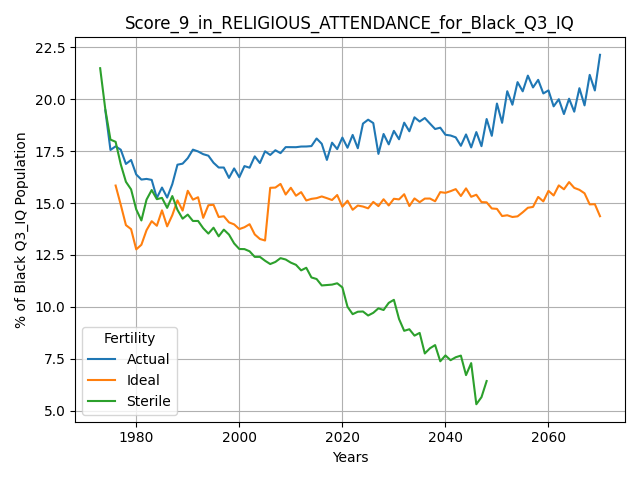 Score_9_in_RELIGIOUS_ATTENDANCE_for_Black_Q3_IQ
22.5
20.0
17.5
15.0
12.5
10.0
7.5
5.0
% of Black Q3_IQ Population
Fertility
Actual
Ideal
Sterile
1980
2000
2020
2040
2060
Years